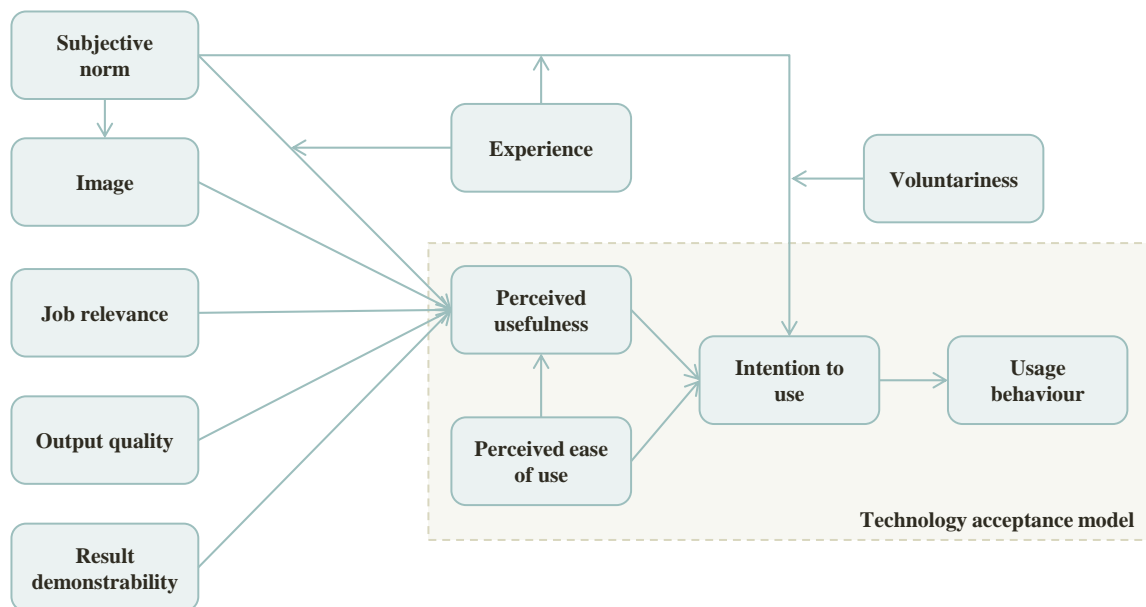 Subjective
norm
Experience
Image
Voluntariness
Job relevance
Perceived
usefulness
Intention to
use
Usage
behaviour
Output quality
Perceived ease
of use
Technology acceptance model
Result
demonstrability